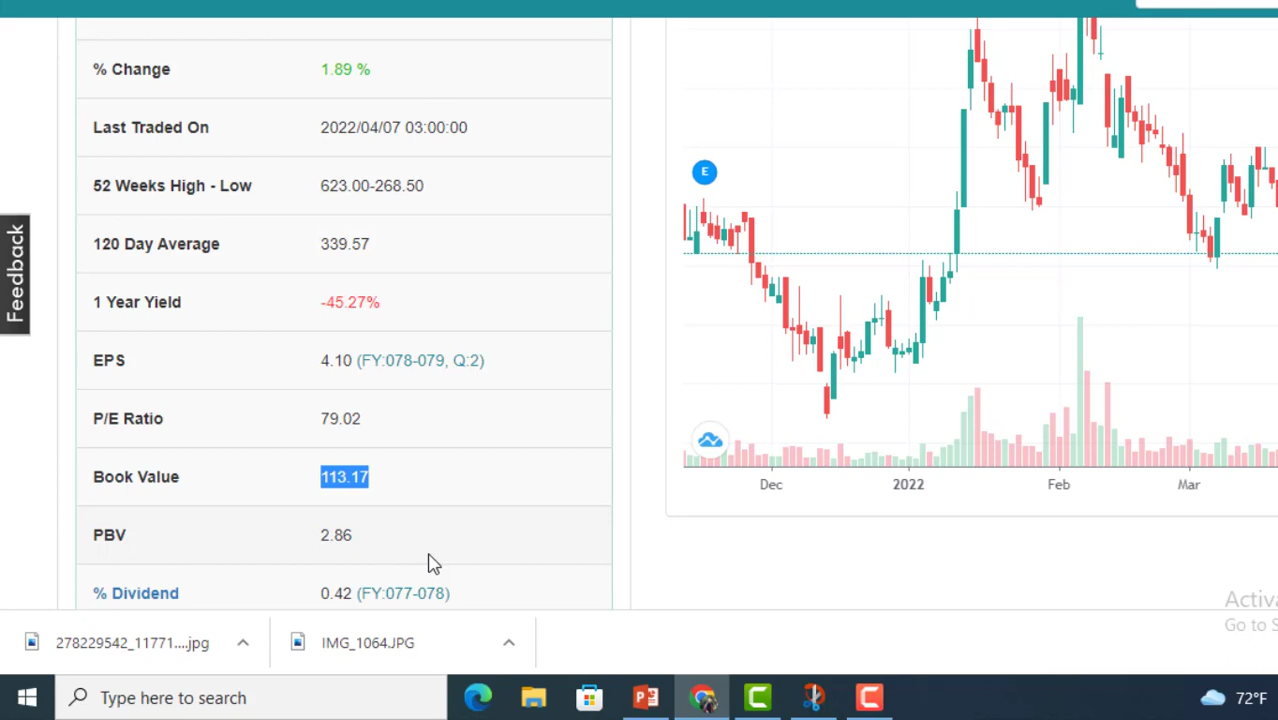 % Change 1.89 %
Last Traded On 2022/04/07 03:00:00
52 Weeks High - Low 623.00-268.50
120 Day Average 339.57
1 Year Yield -45.27%
EPS 4.10 (FY:078-079, Q:2)
P/E Ratio 79.02
Book Value 113.17
PBV 2.86
% Dividend 0.42 (FY:077-078)
Feedback
E
Dec 2022 Feb Mar
Activa
Go to S
278229542_11771....jpg
IMG_1064.JPG
Type here to search
72°F